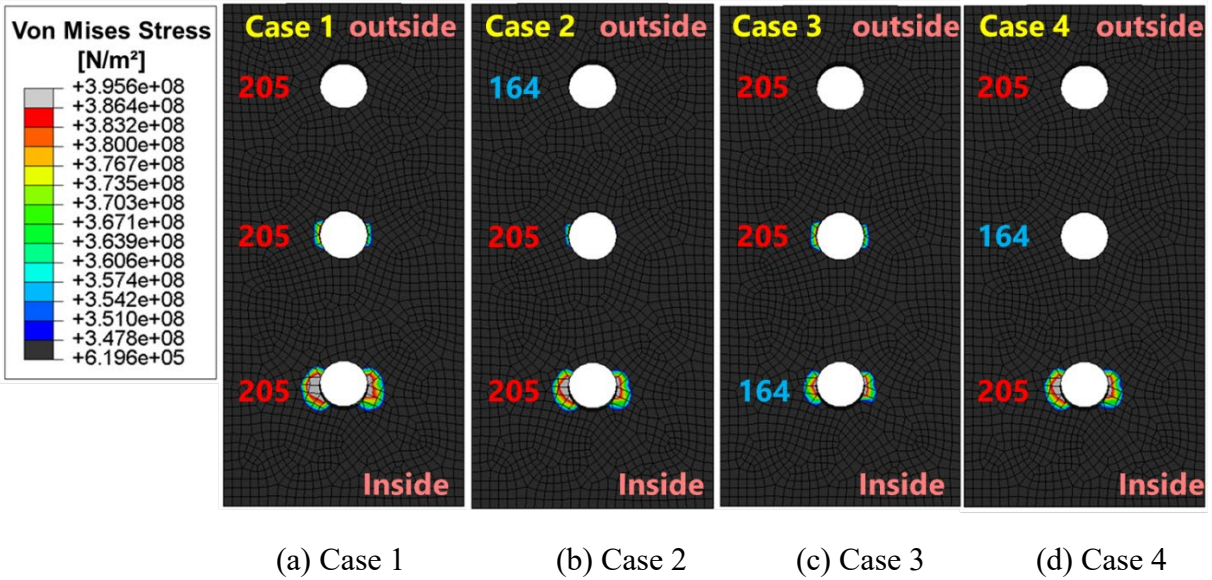 Von Mises Stress
[N/m²]
+3.956e+08
+3.864e+08
+3.832e+08
+3.800e+08
+3.767e+08
+3.735e+08
+3.703e+08
+3.671e+08
+3.639e+08
+3.606e+08
+3.574e+08
+3.542e+08
+3.510e+08
+3.478e+08
+6.196e+05
Case 1 outside
205
205
205
Inside
Case 2 outside
164
205
205
Inside
Case 3 outside
205
205
164
Inside
Case 4 outside
205
164
205
Inside
(a) Case 1
(b) Case 2
(c) Case 3
(d) Case 4